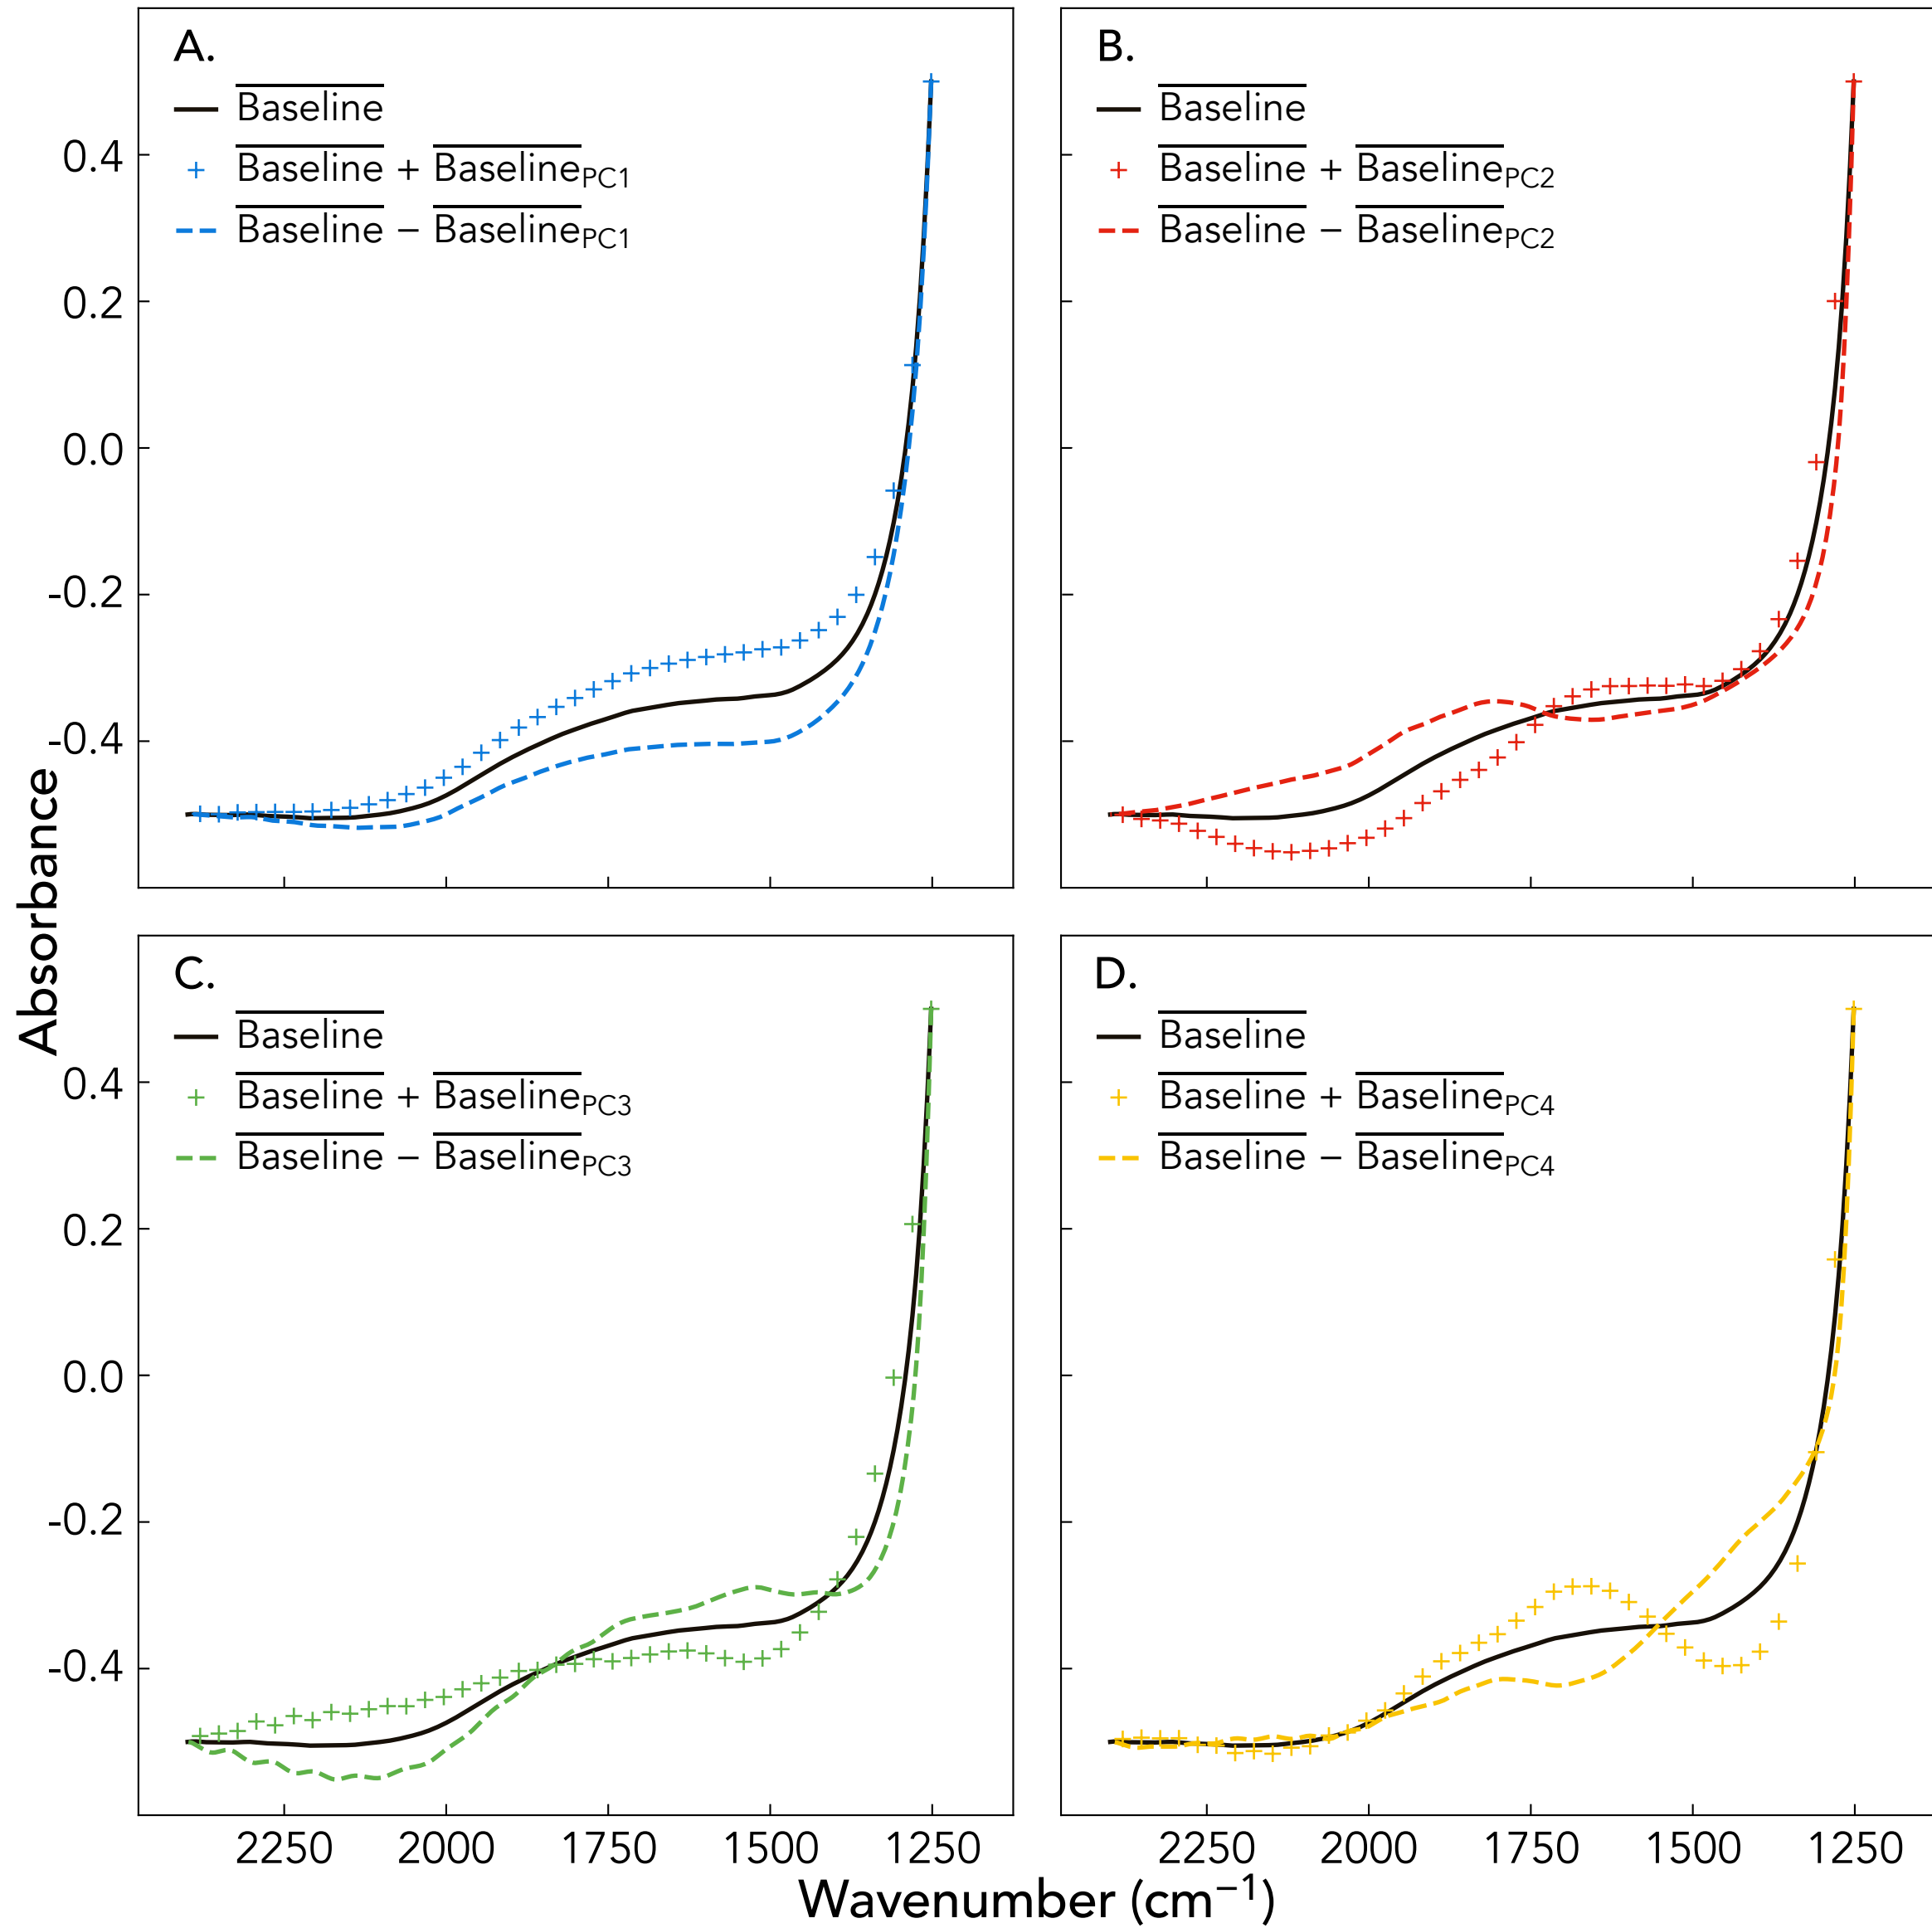 A.
Baseline
Baseline + BaselinePC1
Baseline − BaselinePC1
0.4
0.2
0.0
-0.2
-0.4
B.
Baseline
Baseline + BaselinePC2
Baseline − BaselinePC2
Absorbance
C.
Baseline
Baseline + BaselinePC3
Baseline − BaselinePC3
0.4
0.2
0.0
-0.2
-0.4
2250 2000 1750 1500 1250
D.
Baseline
Baseline + BaselinePC4
Baseline − BaselinePC4
2250 2000 1750 1500 1250
Wavenumber (cm⁻¹)